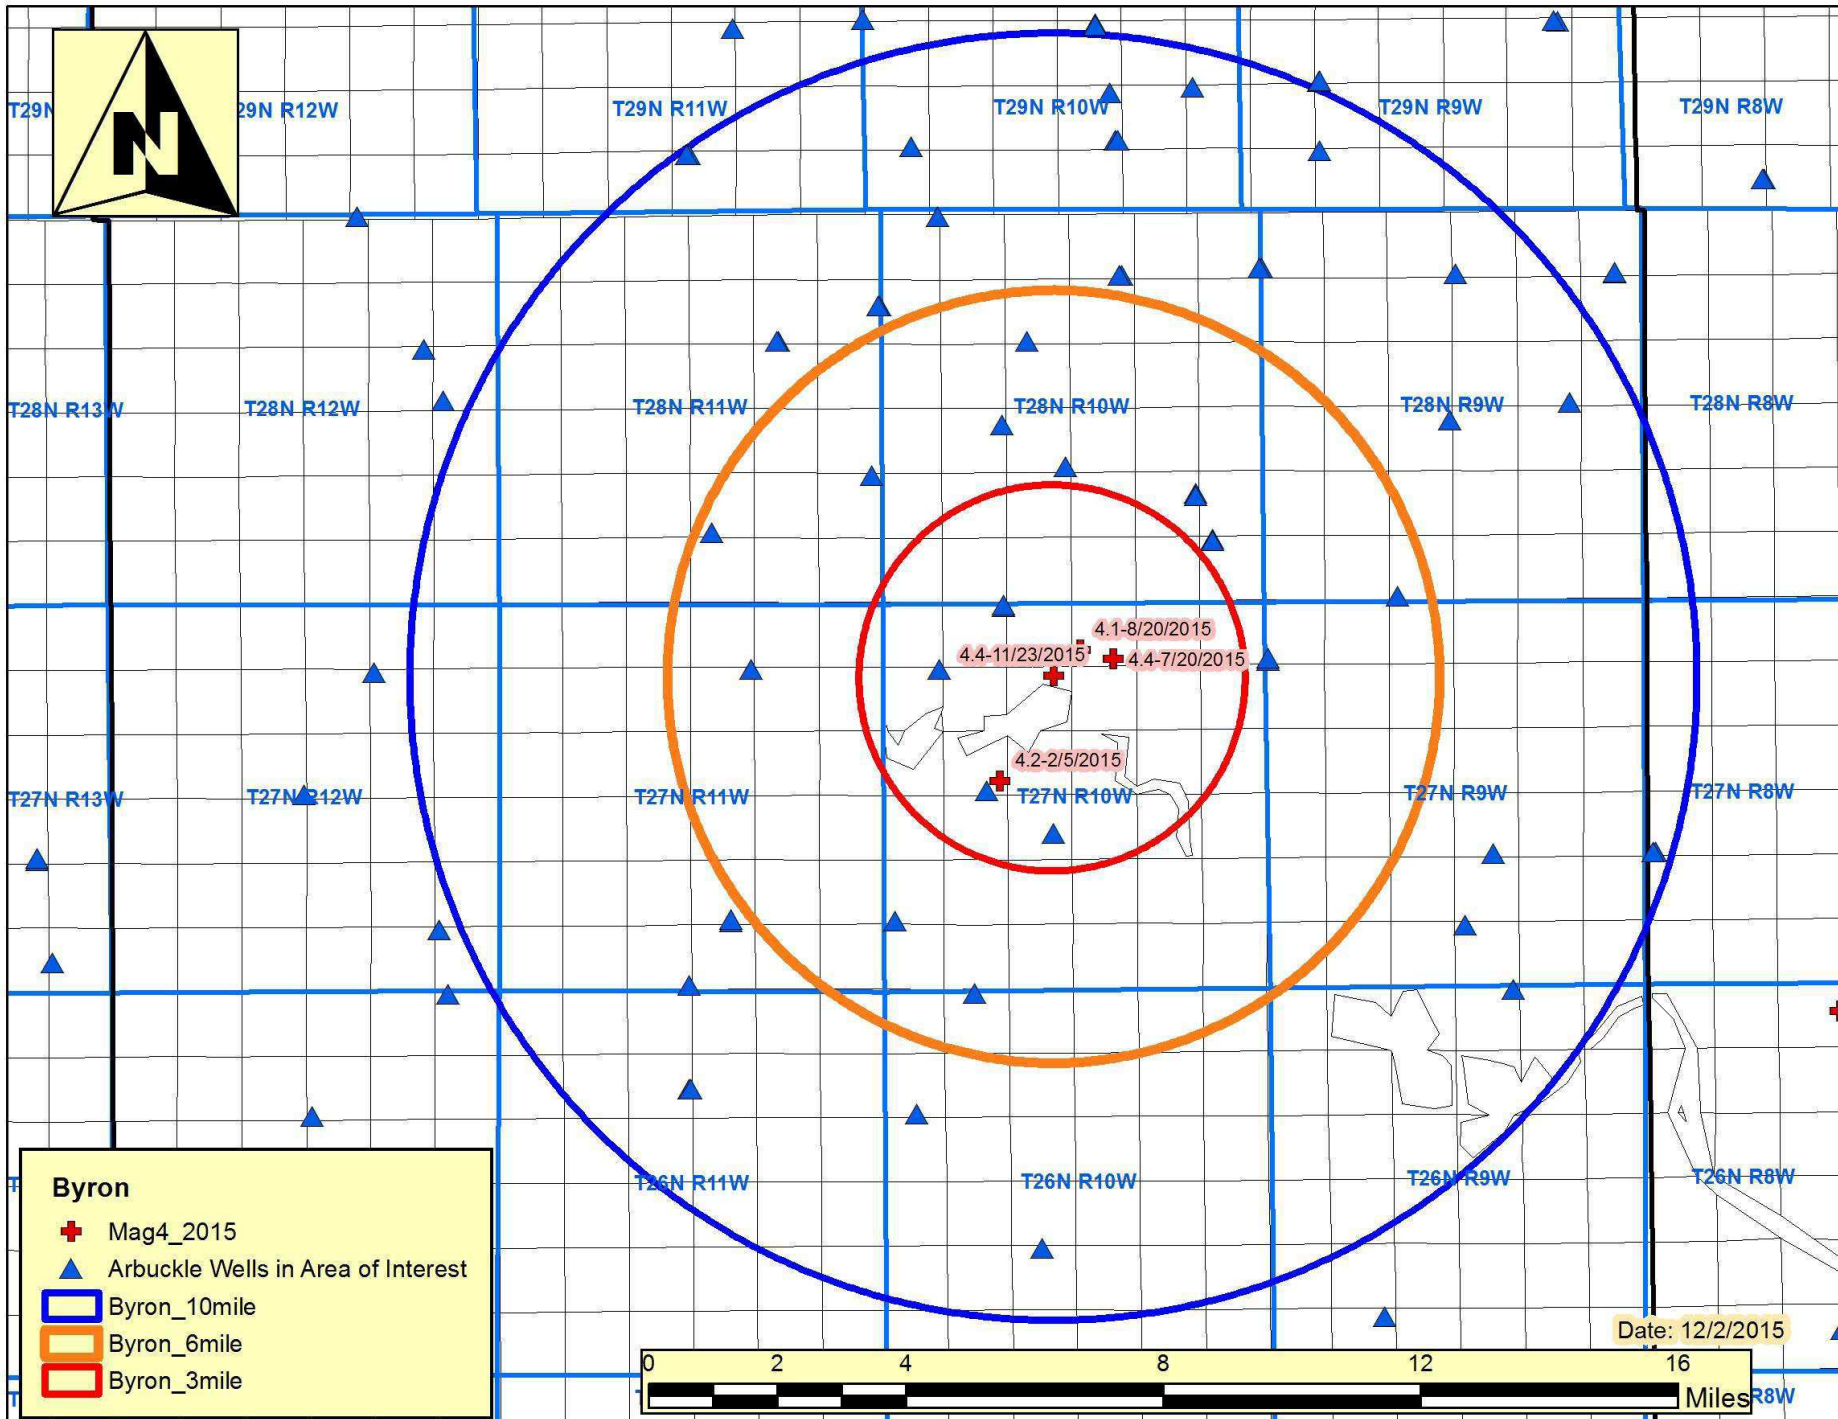 N
T29N R12W
T29N R11W
T29N R10W
T29N R9W
T29N R8W
T28N R13W
T28N R12W
T28N R11W
T28N R10W
T28N R9W
T28N R8W
4.1-8/20/2015
4.4-11/23/2015
4.4-7/20/2015
4.2-2/5/2015
T27N R13W
T27N R12W
T27N R11W
T27N R10W
T27N R9W
T27N R8W
T26N R11W
T26N R10W
T26N R9W
T26N R8W
Byron
Mag4_2015
Arbuckle Wells in Area of Interest
Byron_10mile
Byron_6mile
Byron_3mile
Date: 12/2/2015
0 2 4 8 12 16
Miles
R8W